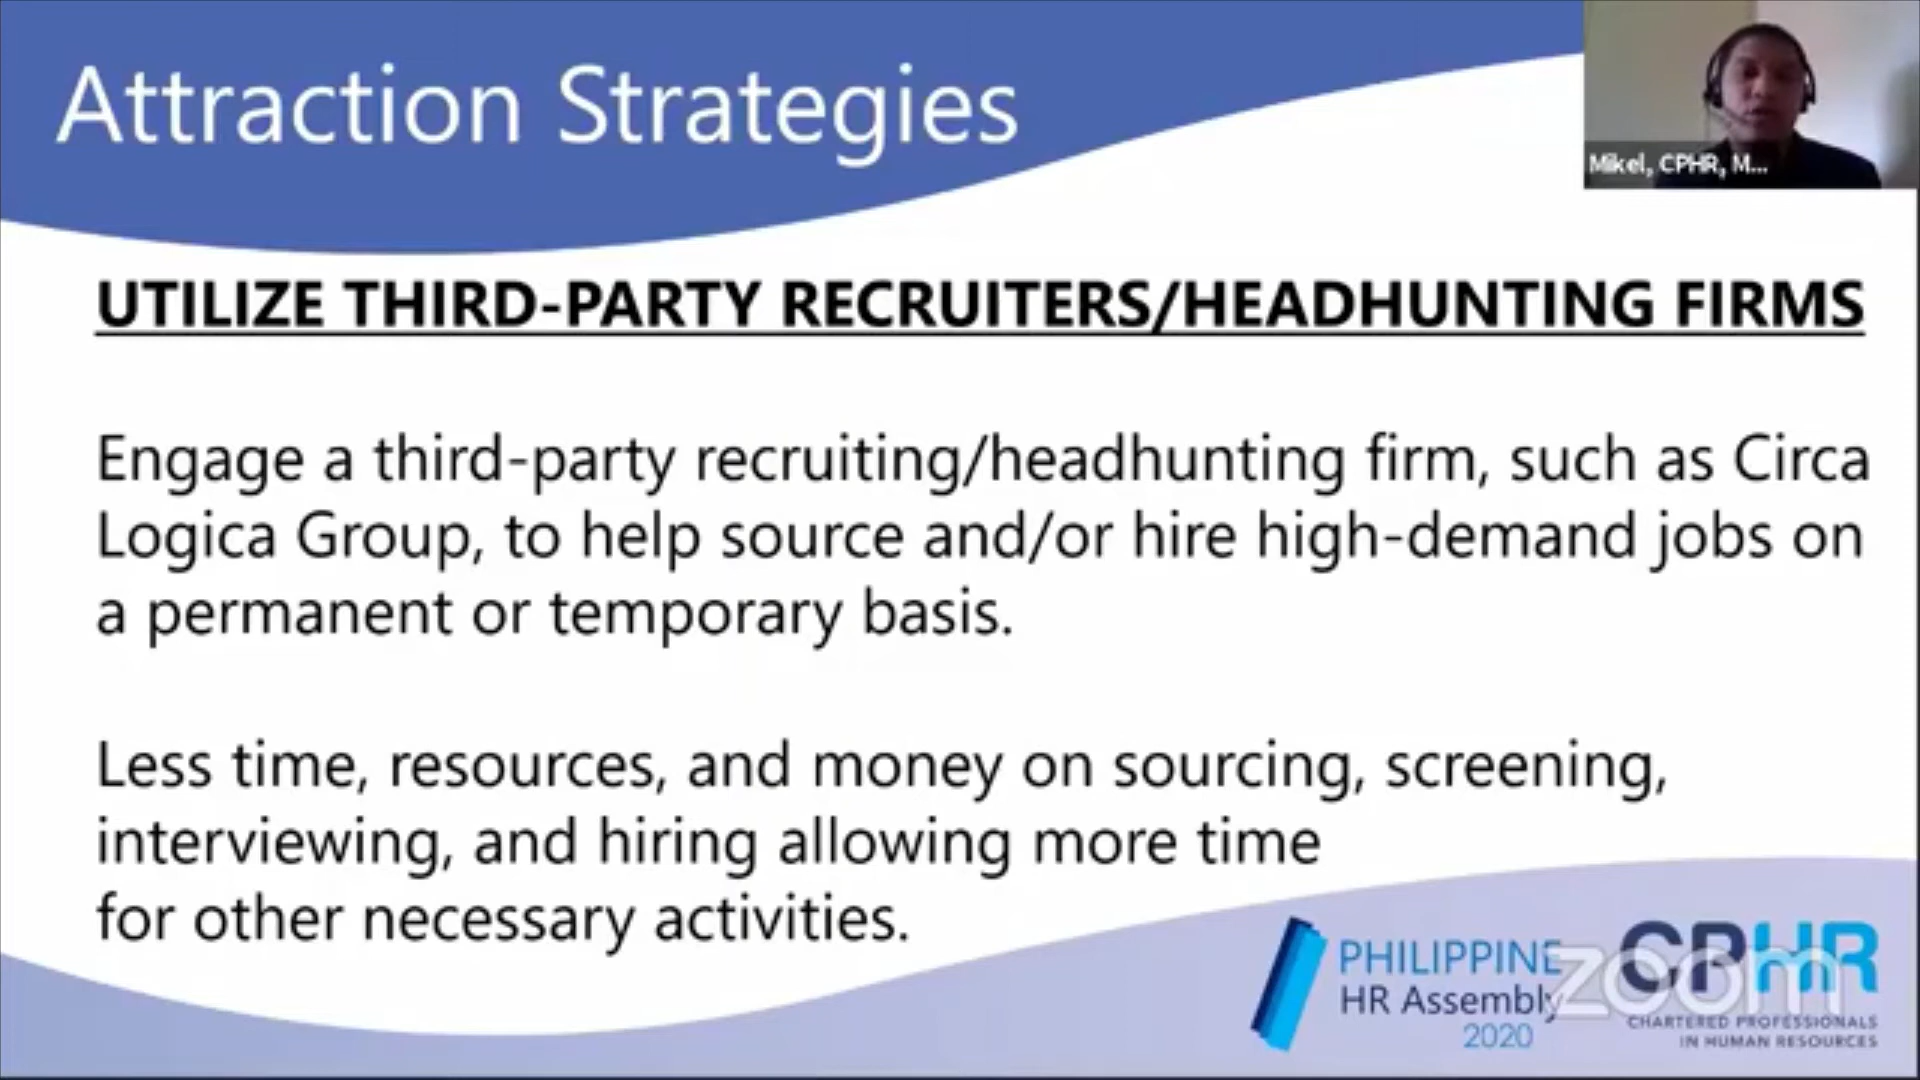 Attraction Strategies
Mikel, CPHR, M...
UTILIZE THIRD-PARTY RECRUITERS/HEADHUNTING FIRMS
Engage a third-party recruiting/headhunting firm, such as Circa
Logica Group, to help source and/or hire high-demand jobs on
a permanent or temporary basis.
Less time, resources, and money on sourcing, screening,
interviewing, and hiring allowing more time
for other necessary activities.
PHILIPPINE
HR Assembly
2020
zoom
CPHR
CHARTERED PROFESSIONALS
IN HUMAN RESOURCES